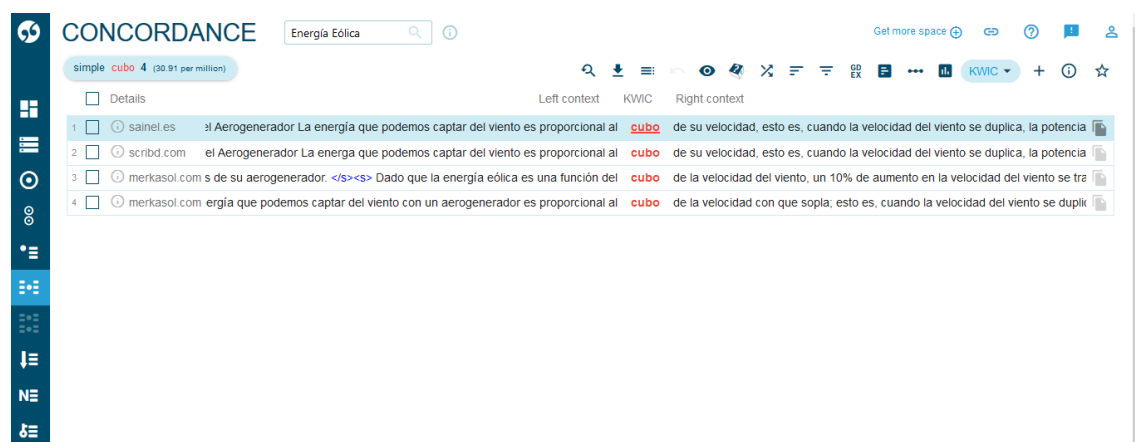 CONCORDANCE Energía Eólica Get more space
simple cubo 4 (30.91 per million) GD EX KWIC
Details Left context KWIC Right context
1 sainel.es el Aerogenerador La energía que podemos captar del viento es proporcional al cubo de su velocidad, esto es, cuando la velocidad del viento se duplica, la potencia
2 scribd.com el Aerogenerador La energa que podemos captar del viento es proporcional al cubo de su velocidad, esto es, cuando la velocidad del viento se duplica, la potencia
3 merkasol.com s de su aerogenerador. </s><s> Dado que la energía eólica es una función del cubo de la velocidad del viento, un 10% de aumento en la velocidad del viento se tra
4 merkasol.com ergía que podemos captar del viento con un aerogenerador es proporcional al cubo de la velocidad con que sopla; esto es, cuando la velocidad del viento se duplic
N